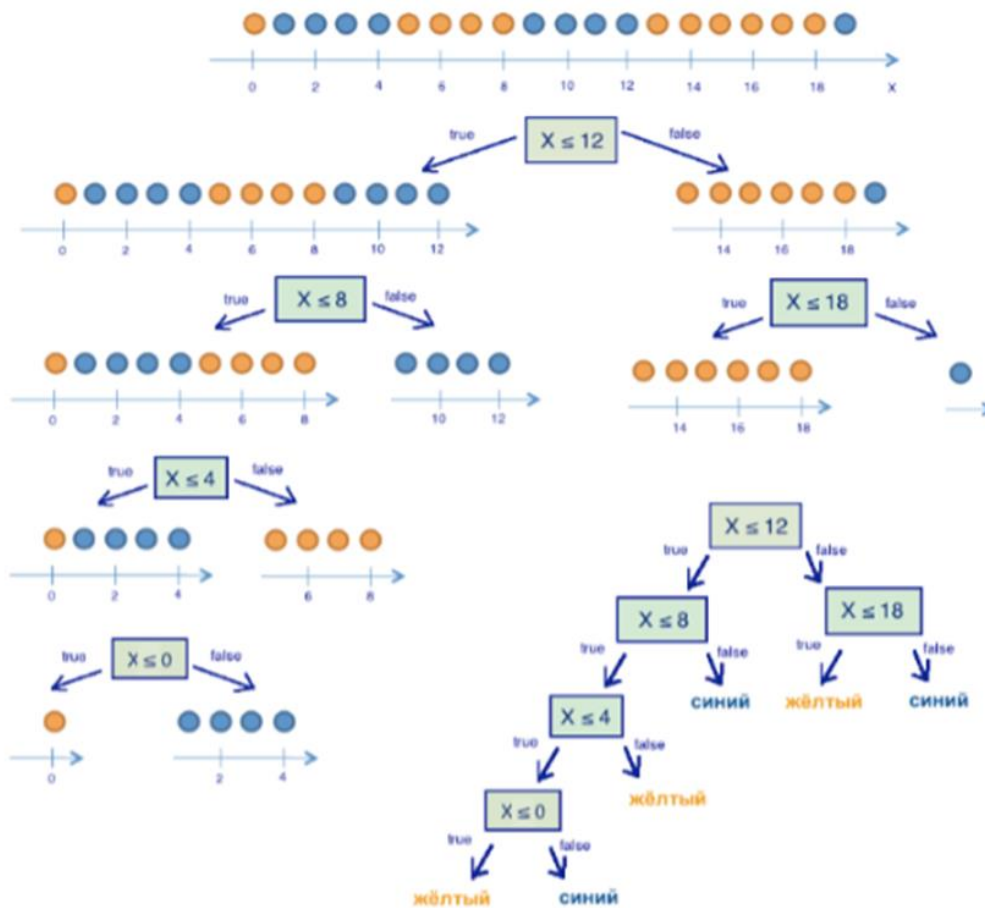 0 2 4 6 8 10 12 14 16 18 X
true X ≤ 12 false
0 2 4 6 8 10 12 14 16 18
true X ≤ 8 false true X ≤ 18 false
0 2 4 6 8 10 12 14 16 18
true X ≤ 4 false
0 2 4 6 8
true X ≤ 0 false
0 2 4
X ≤ 12
true false
X ≤ 8 X ≤ 18
true false true false
синий жёлтый синий
X ≤ 4
true false
жёлтый
X ≤ 0
true false
жёлтый синий